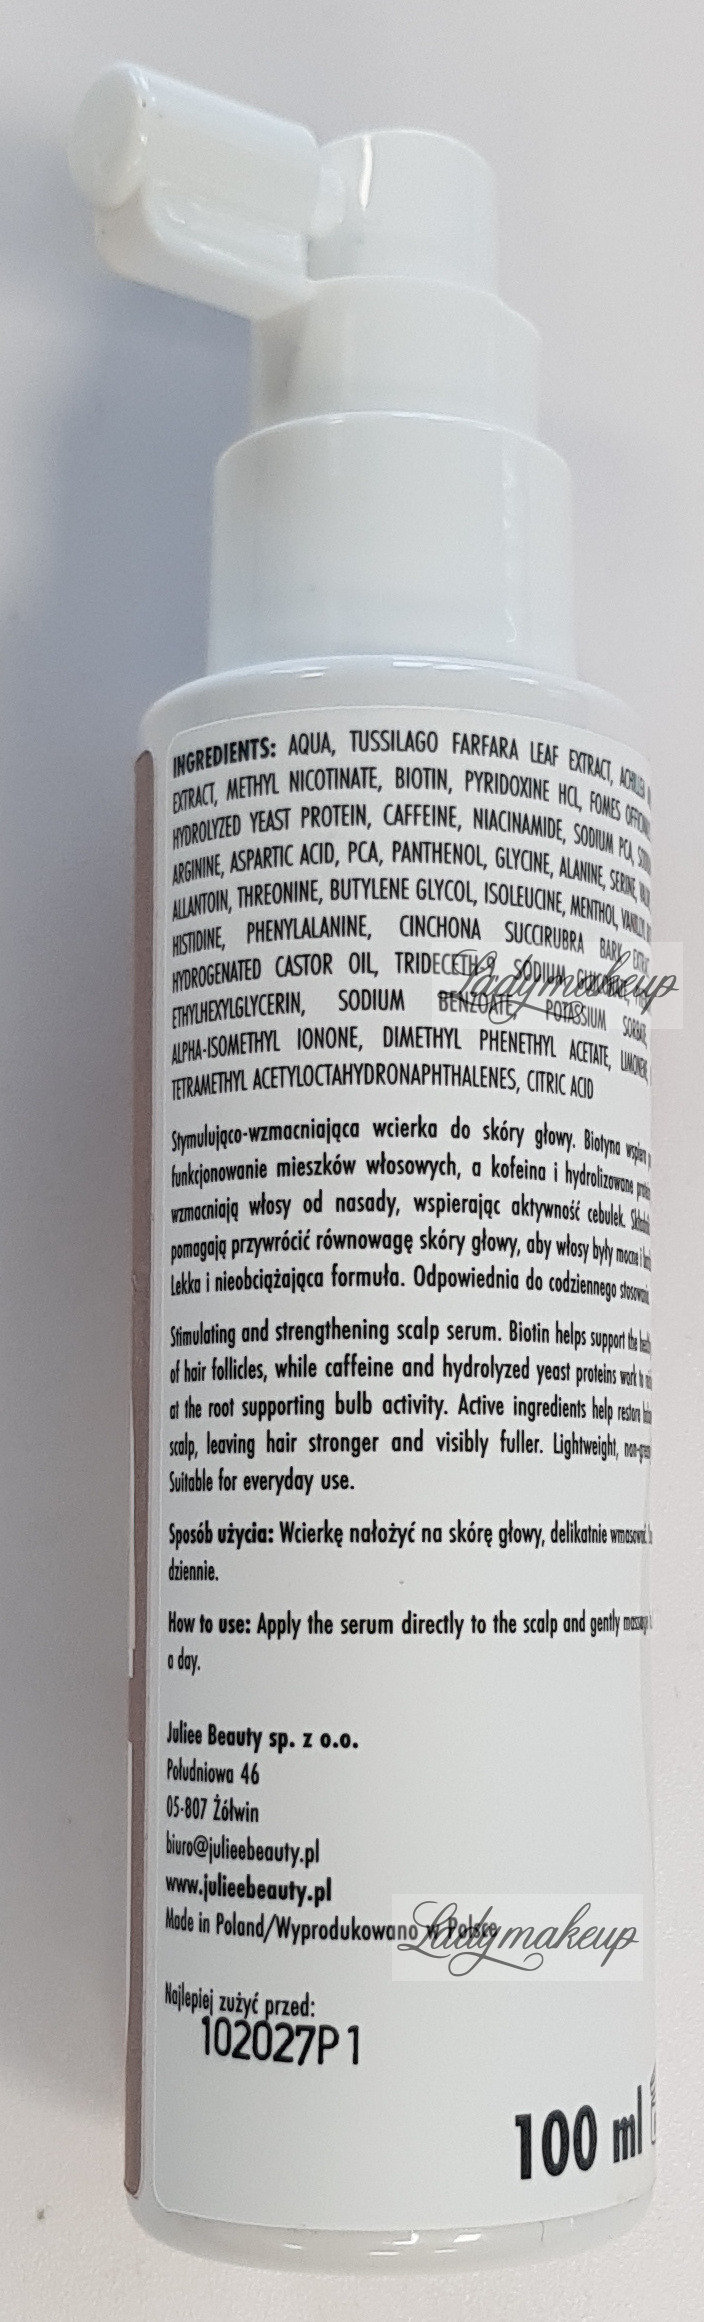 INGREDIENTS: AQUA, TUSSILAGO FARFARA LEAF EXTRACT, ACHILLEA
EXTRACT, METHYL NICOTINATE, BIOTIN, PYRIDOXINE HCL, FOMES
HYDROLYZED YEAST PROTEIN, CAFFEINE, NIACINAMIDE, SODIUM PCA,
ARGININE, ASPARTIC ACID, PCA, PANTHENOL, GLYCINE, ALANINE, SERINE,
ALLANTOIN, THREONINE, BUTYLENE GLYCOL, ISOLEUCINE, MENTHOL,
HISTIDINE, PHENYLALANINE, CINCHONA SUCCIRUBRA BARK
HYDROGENATED CASTOR OIL, TRIDECETH-9, SODIUM
ETHYLHEXYLGLYCERIN, SODIUM BENZOATE, POTASSIUM SORBATE,
ALPHA-ISOMETHYL IONONE, DIMETHYL PHENETHYL ACETATE, LIMONENE
TETRAMETHYL ACETYLOCTAHYDRONAPHTHALENES, CITRIC ACID
Stymulująco-wzmacniająca wcierka do skóry głowy. Biotyna wspiera
funkcjonowanie mieszków włosowych, a kofeina i hydrolizowane
wzmacniają włosy od nasady, wspierając aktywność cebulek.
pomagają przywrócić równowagę skóry głowy, aby włosy były mocne i
Lekka i nieobciążająca formuła. Odpowiednia do codziennego
Stimulating and strengthening scalp serum. Biotin helps support the
of hair follicles, while caffeine and hydrolyzed yeast proteins work to
at the root supporting bulb activity. Active ingredients help restore
scalp, leaving hair stronger and visibly fuller. Lightweight,
Suitable for everyday use.
Sposób użycia: Wcierkę nałożyć na skórę głowy, delikatnie wmasować.
dziennie.
How to use: Apply the serum directly to the scalp and gently massage
a day.
Juliee Beauty sp. z o.o.
Południowa 46
05-807 Żółwin
biuro@julieebeauty.pl
www.julieebeauty.pl
Made in Poland/Wyprodukowano w Polsce
Najlepiej zużyć przed:
102027P1
100 ml
Ladymakeup
Ladymakeup